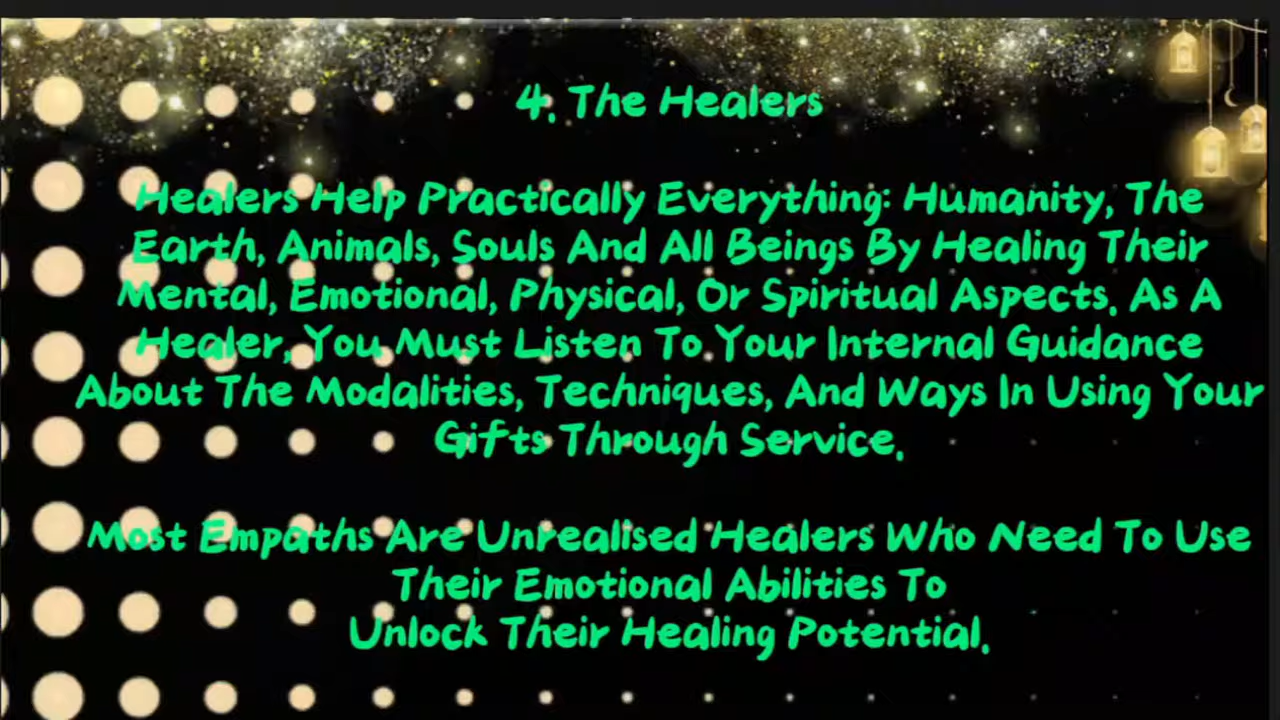 4. The Healers
Healers Help Practically Everything: Humanity, The
Earth, Animals, Souls And All Beings By Healing Their
Mental, Emotional, Physical, Or Spiritual Aspects. As A
Healer, You Must Listen To Your Internal Guidance
About The Modalities, Techniques, And Ways In Using Your
Gifts Through Service.
Most Empaths Are Unrealised Healers Who Need To Use
Their Emotional Abilities To
Unlock Their Healing Potential.